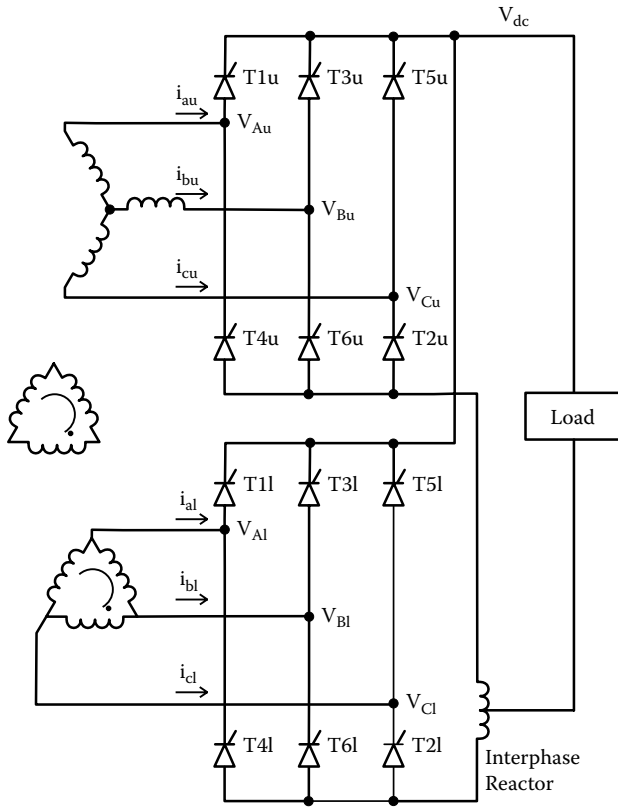 V_dc
T1u
T3u
T5u
i_au
V_Au
i_bu
V_Bu
i_cu
V_Cu
T4u
T6u
T2u
Load
T1l
T3l
T5l
i_al
V_Al
i_bl
V_Bl
i_cl
V_Cl
T4l
T6l
T2l
Interphase
Reactor